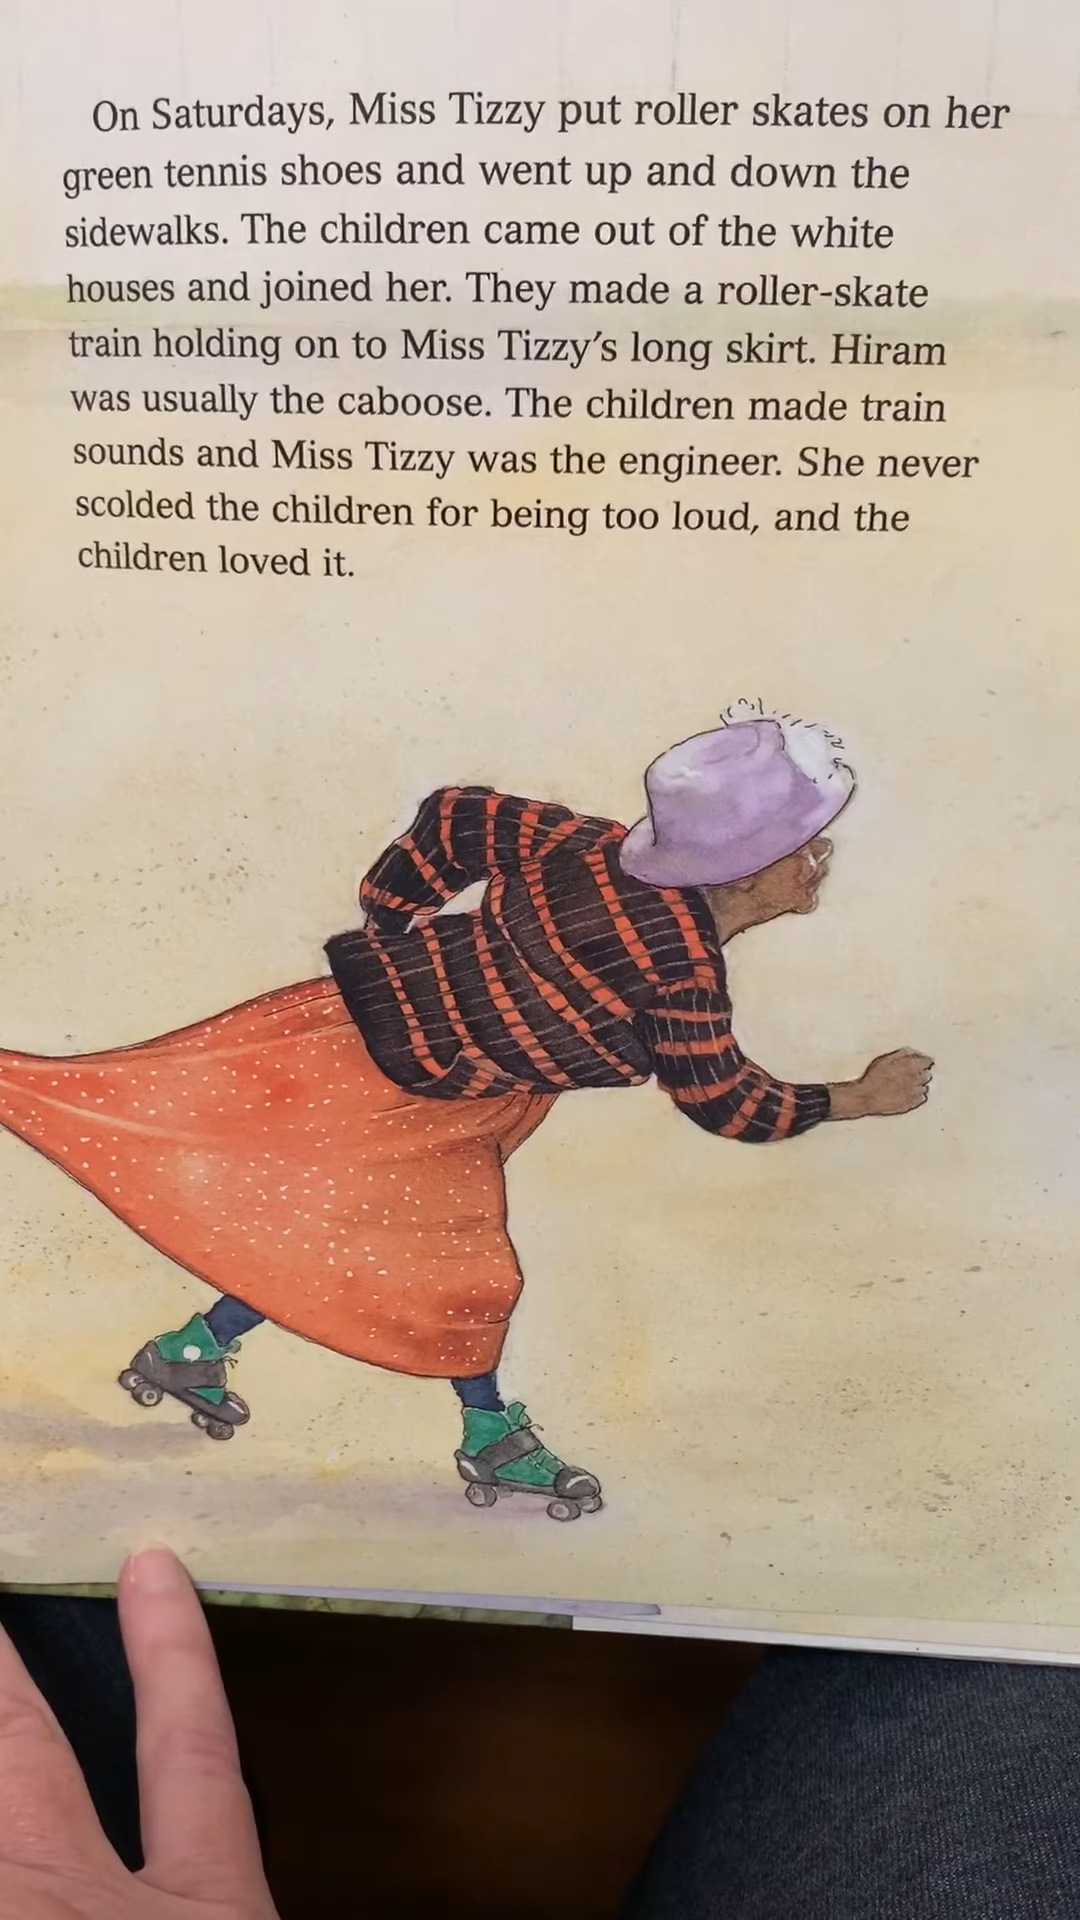 On Saturdays, Miss Tizzy put roller skates on her
green tennis shoes and went up and down the
sidewalks. The children came out of the white
houses and joined her. They made a roller-skate
train holding on to Miss Tizzy’s long skirt. Hiram
was usually the caboose. The children made train
sounds and Miss Tizzy was the engineer. She never
scolded the children for being too loud, and the
children loved it.